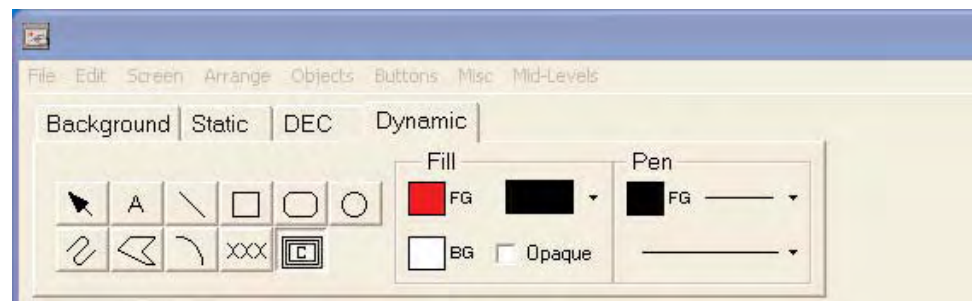 File Edit Screen Arrange Objects Buttons Misc Mid-Levels
Background Static DEC Dynamic
Fill Pen
A FG FG
XXX C BG Opaque